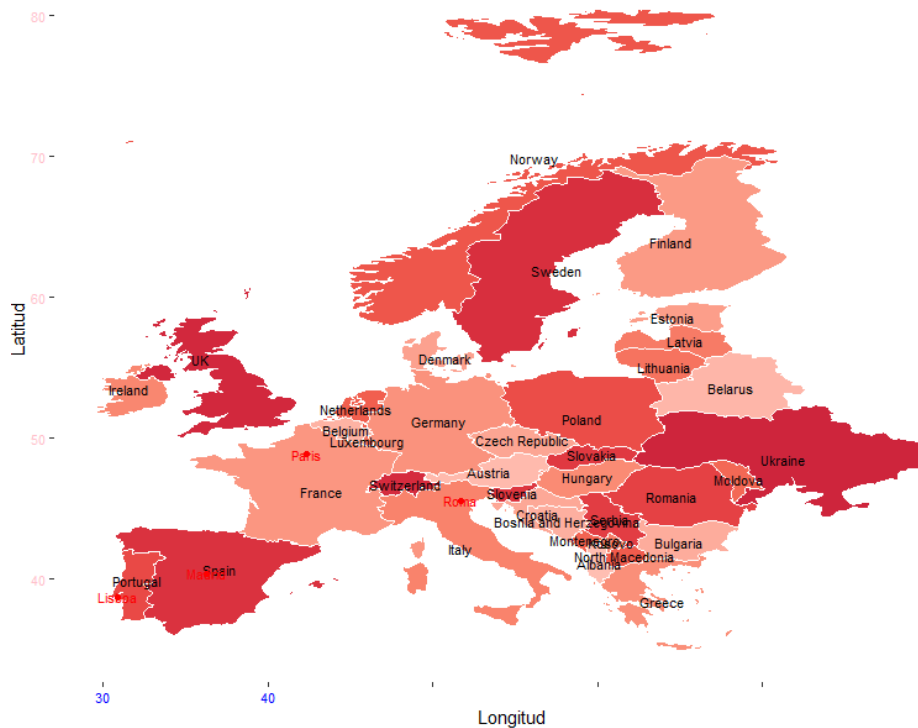 80
70
Norway
Finland
Sweden
60
Latitud
Estonia
UK
Latvia
Denmark
Lithuania
Ireland
Belarus
Netherlands
Germany
Poland
Belgium
50
Luxembourg
Czech Republic
Paris
Slovakia
Ukraine
Austria
Hungary
Moldova
Switzerland
France
Slovenia
Romania
Roma
Croatia
Serbia
Bosnia and Herzegovina
Montenegro
Kosovo
Bulgaria
Italy
North Macedonia
Albania
Spain
Madrid
40
Portugal
Lisboa
Greece
30 40
Longitud